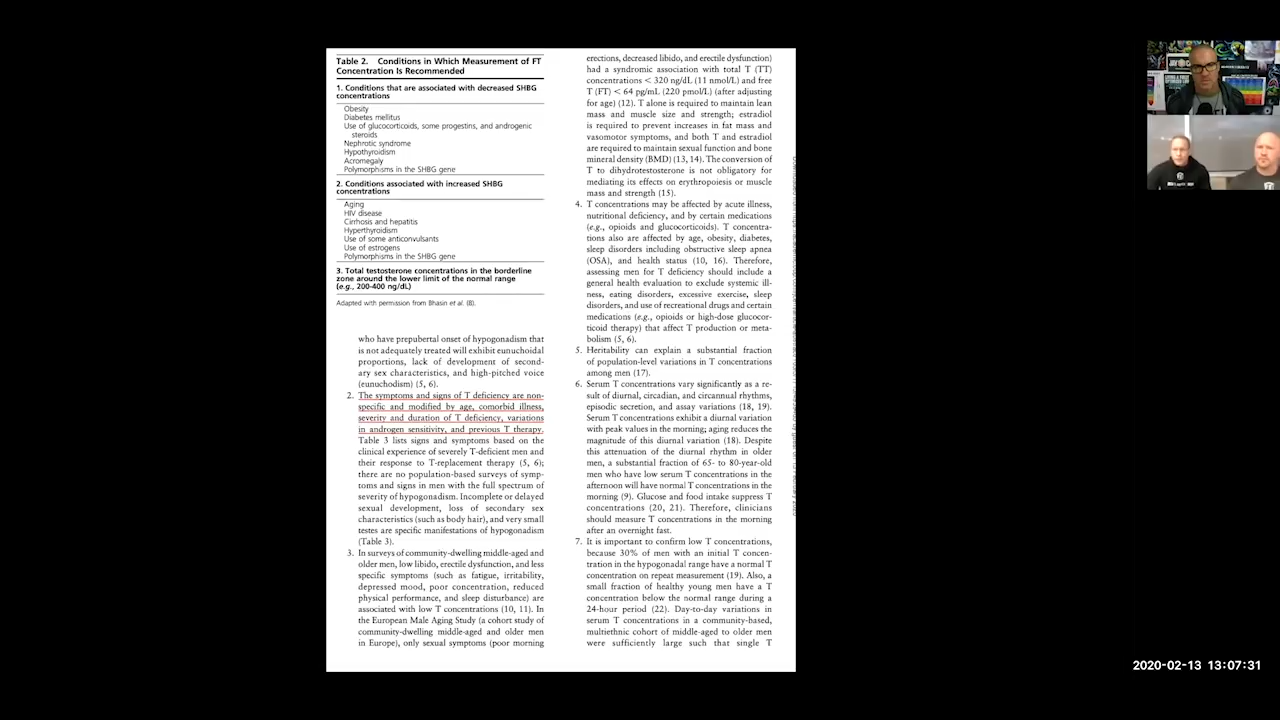 Table 2. Conditions in Which Measurement of FT
Concentration Is Recommended
1. Conditions that are associated with decreased SHBG
concentrations
Obesity
Diabetes mellitus
Use of glucocorticoids, some progestins, and androgenic
steroids
Nephrotic syndrome
Hypothyroidism
Acromegaly
Polymorphisms in the SHBG gene
2. Conditions associated with increased SHBG
concentrations
Aging
HIV disease
Cirrhosis and hepatitis
Hyperthyroidism
Use of some anticonvulsants
Use of estrogens
Polymorphisms in the SHBG gene
3. Total testosterone concentrations in the borderline
zone around the lower limit of the normal range
(e.g., 200-400 ng/dL)
Adapted with permission from Bhasin et al. (8).
who have prepubertal onset of hypogonadism that
is not adequately treated will exhibit eunuchoidal
proportions, lack of development of second-
ary sex characteristics, and high-pitched voice
(eunuchodism) (5, 6).
2. The symptoms and signs of T deficiency are non-
specific and modified by age, comorbid illness,
severity and duration of T deficiency, variations
in androgen sensitivity, and previous T therapy.
Table 3 lists signs and symptoms based on the
clinical experience of severely T-deficient men and
their response to T-replacement therapy (5, 6);
there are no population-based surveys of symp-
toms and signs in men with the full spectrum of
severity of hypogonadism. Incomplete or delayed
sexual development, loss of secondary sex
characteristics (such as body hair), and very small
testes are specific manifestations of hypogonadism
(Table 3).
3. In surveys of community-dwelling middle-aged and
older men, low libido, erectile dysfunction, and less
specific symptoms (such as fatigue, irritability,
depressed mood, poor concentration, reduced
physical performance, and sleep disturbance) are
associated with low T concentrations (10, 11). In
the European Male Aging Study (a cohort study of
community-dwelling middle-aged and older men
in Europe), only sexual symptoms (poor morning
erections, decreased libido, and erectile dysfunction)
had a syndromic association with total T (TT)
concentrations < 320 ng/dL (11 nmol/L) and free
T (FT) < 64 pg/mL (220 pmol/L) (after adjusting
for age) (12). T alone is required to maintain lean
mass and muscle size and strength; estradiol
is required to prevent increases in fat mass and
vasomotor symptoms, and both T and estradiol
are required to maintain sexual function and bone
mineral density (BMD) (13, 14). The conversion of
T to dihydrotestosterone is not obligatory for
mediating its effects on erythropoiesis or muscle
mass and strength (15).
4. T concentrations may be affected by acute illness,
nutritional deficiency, and by certain medications
(e.g., opioids and glucocorticoids). T concentra-
tions also are affected by age, obesity, diabetes,
sleep disorders including obstructive sleep apnea
(OSA), and health status (10, 16). Therefore,
assessing men for T deficiency should include a
general health evaluation to exclude systemic ill-
ness, eating disorders, excessive exercise, sleep
disorders, and use of recreational drugs and certain
medications (e.g., opioids or high-dose glucocor-
ticoid therapy) that affect T production or meta-
bolism (5, 6).
5. Heritability can explain a substantial fraction
of population-level variations in T concentrations
among men (17).
6. Serum T concentrations vary significantly as a re-
sult of diurnal, circadian, and circannual rhythms,
episodic secretion, and assay variations (18, 19).
Serum T concentrations exhibit a diurnal variation
with peak values in the morning; aging reduces the
magnitude of this diurnal variation (18). Despite
this attenuation of the diurnal rhythm in older
men, a substantial fraction of 65- to 80-year-old
men who have low serum T concentrations in the
afternoon will have normal T concentrations in the
morning (9). Glucose and food intake suppress T
concentrations (20, 21). Therefore, clinicians
should measure T concentrations in the morning
after an overnight fast.
7. It is important to confirm low T concentrations,
because 30% of men with an initial T concen-
tration in the hypogonadal range have a normal T
concentration on repeat measurement (19). Also, a
small fraction of healthy young men have a T
concentration below the normal range during a
24-hour period (22). Day-to-day variations in
serum T concentrations in a community-based,
multiethnic cohort of middle-aged to older men
were sufficiently large such that single T
2020-02-13 13:07:31